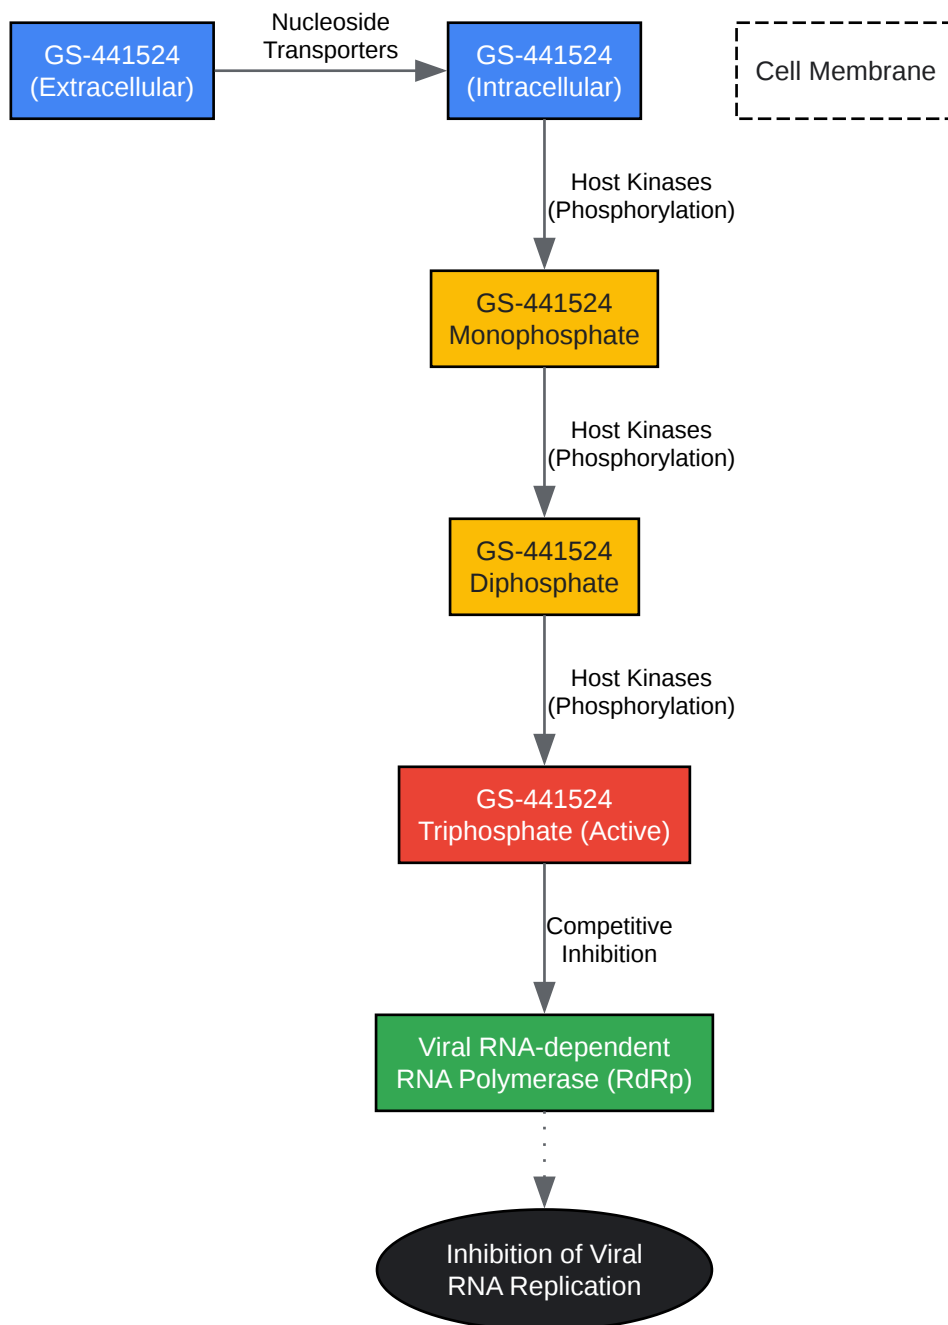 Nucleoside
Transporters
GS-441524
(Extracellular)
GS-441524
(Intracellular)
Cell Membrane
Host Kinases
(Phosphorylation)
GS-441524
Monophosphate
Host Kinases
(Phosphorylation)
GS-441524
Diphosphate
Host Kinases
(Phosphorylation)
GS-441524
Triphosphate (Active)
Competitive
Inhibition
Viral RNA-dependent
RNA Polymerase (RdRp)
Inhibition of Viral
RNA Replication